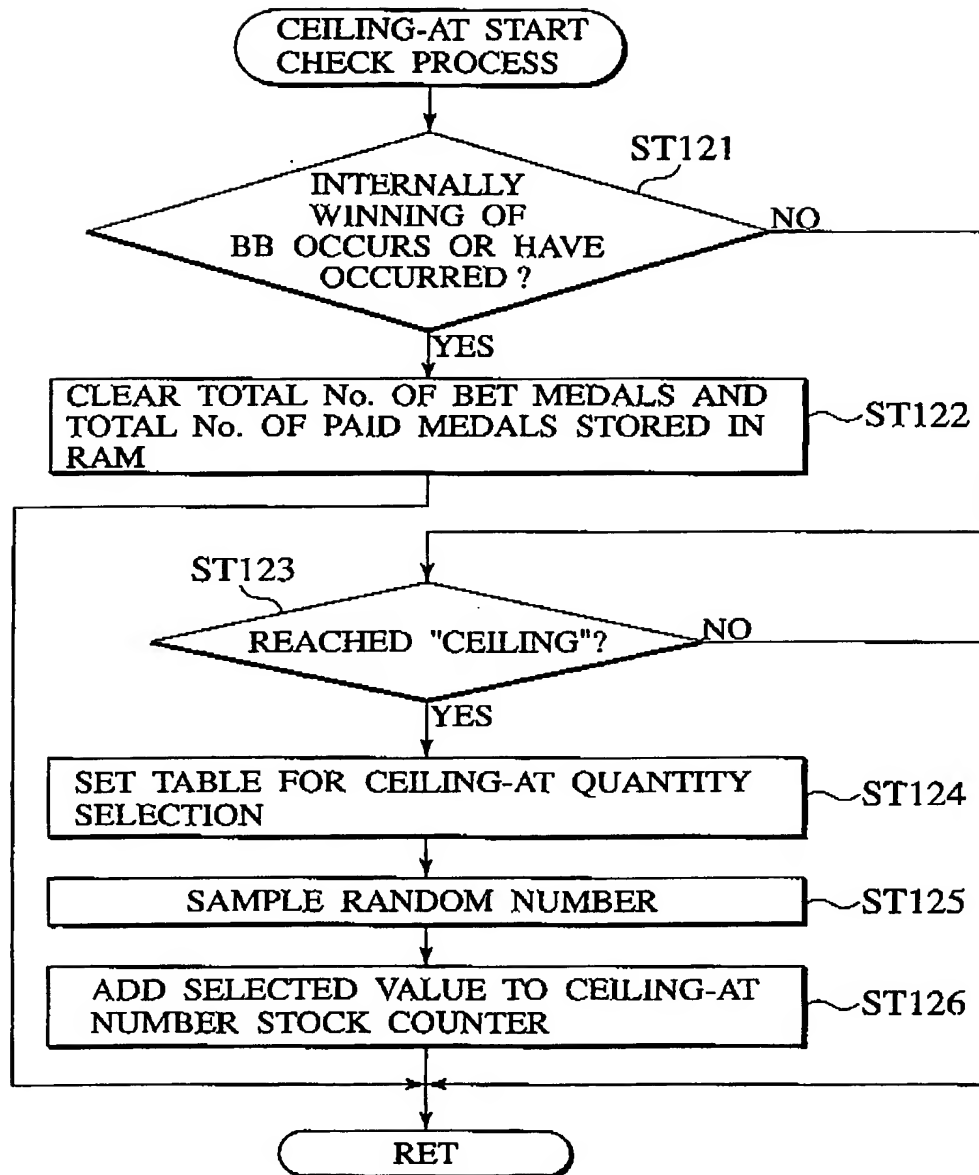 CEILING-AT START
CHECK PROCESS
ST121
INTERNALLY
WINNING OF
BB OCCURS OR HAVE
OCCURRED ?
NO
YES
CLEAR TOTAL No. OF BET MEDALS AND
TOTAL No. OF PAID MEDALS STORED IN
RAM
ST122
ST123
REACHED "CEILING"?
NO
YES
SET TABLE FOR CEILING-AT QUANTITY
SELECTION
ST124
SAMPLE RANDOM NUMBER
ST125
ADD SELECTED VALUE TO CEILING-AT
NUMBER STOCK COUNTER
ST126
RET